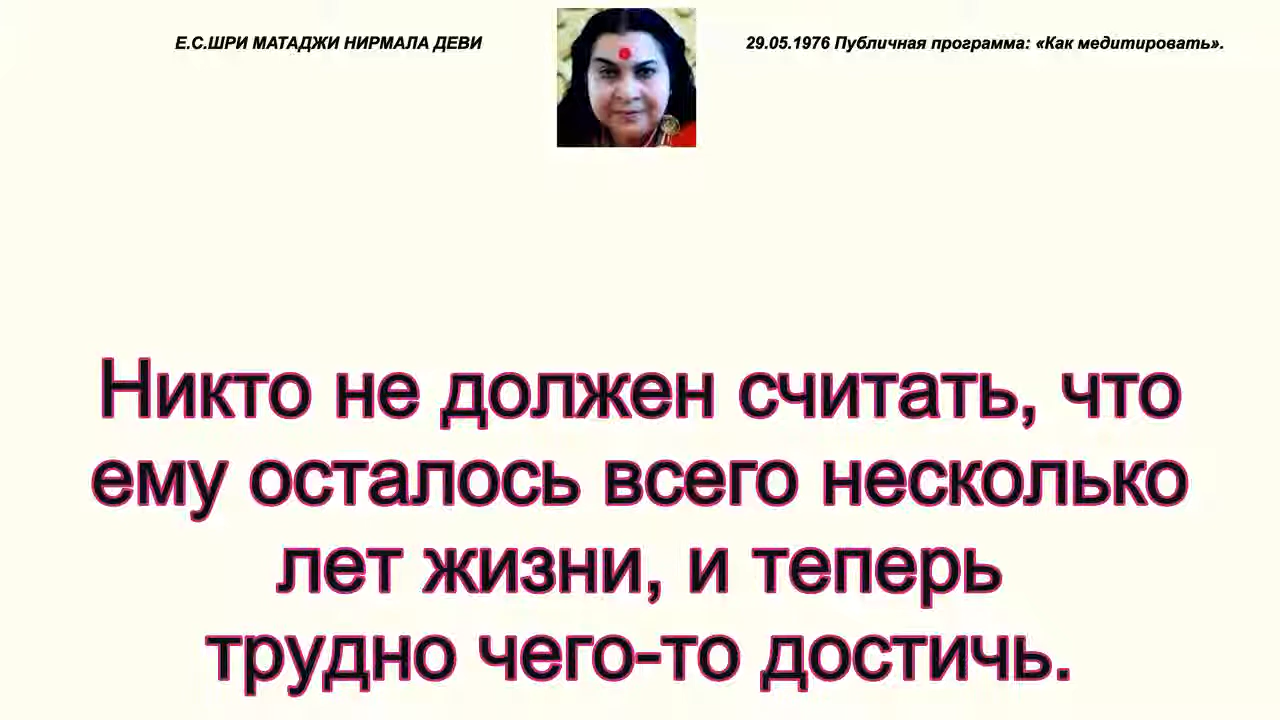 Е.С.ШРИ МАТАДЖИ НИРМАЛА ДЕВИ
29.05.1976 Публичная программа: «Как медитировать».
Никто не должен считать, что
ему осталось всего несколько
лет жизни, и теперь
трудно чего-то достичь.